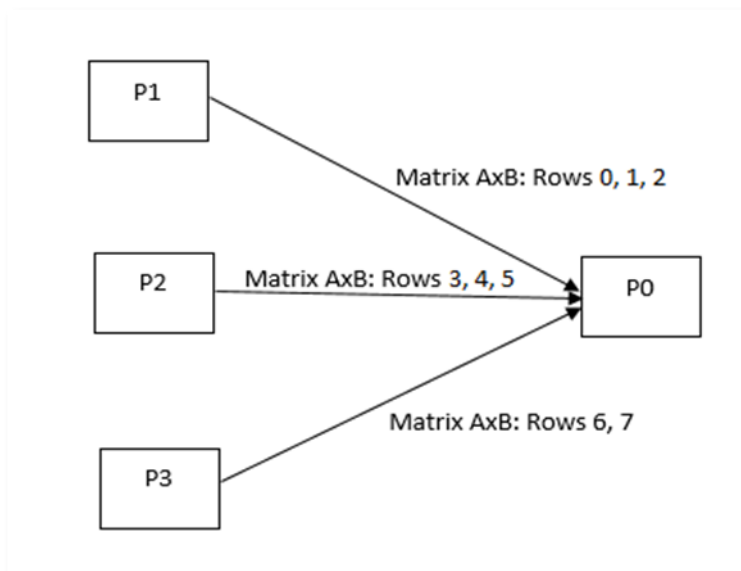 P1
Matrix AxB: Rows 0, 1, 2
P2
Matrix AxB: Rows 3, 4, 5
P0
Matrix AxB: Rows 6, 7
P3